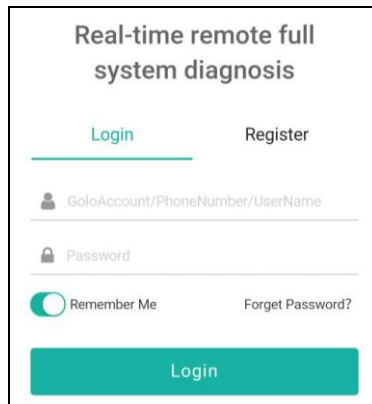 Real-time remote full
system diagnosis
Login Register
GoloAccount/PhoneNumber/UserName
Password
Remember Me Forget Password?
Login